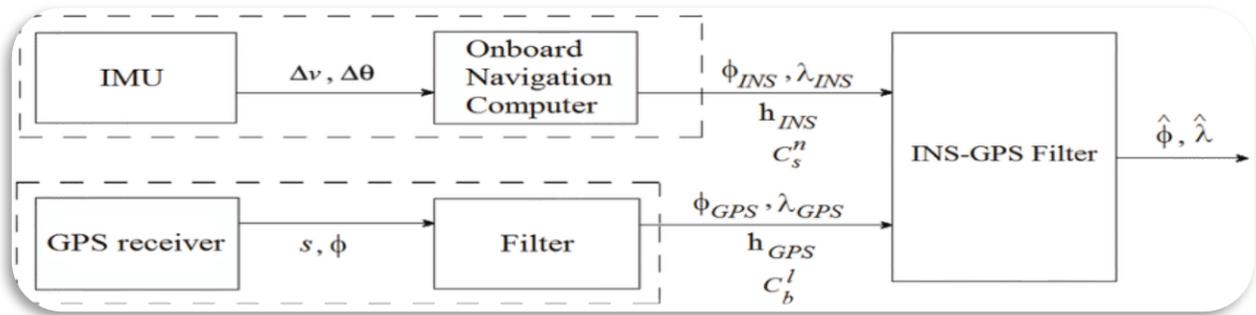 IMU
Δv , Δθ
Onboard
Navigation
Computer
ϕ_INS , λ_INS
h_INS
C_s^n
INS-GPS Filter
ϕ̂ , λ̂
GPS receiver
s , ϕ
Filter
ϕ_GPS , λ_GPS
h_GPS
C_b^l